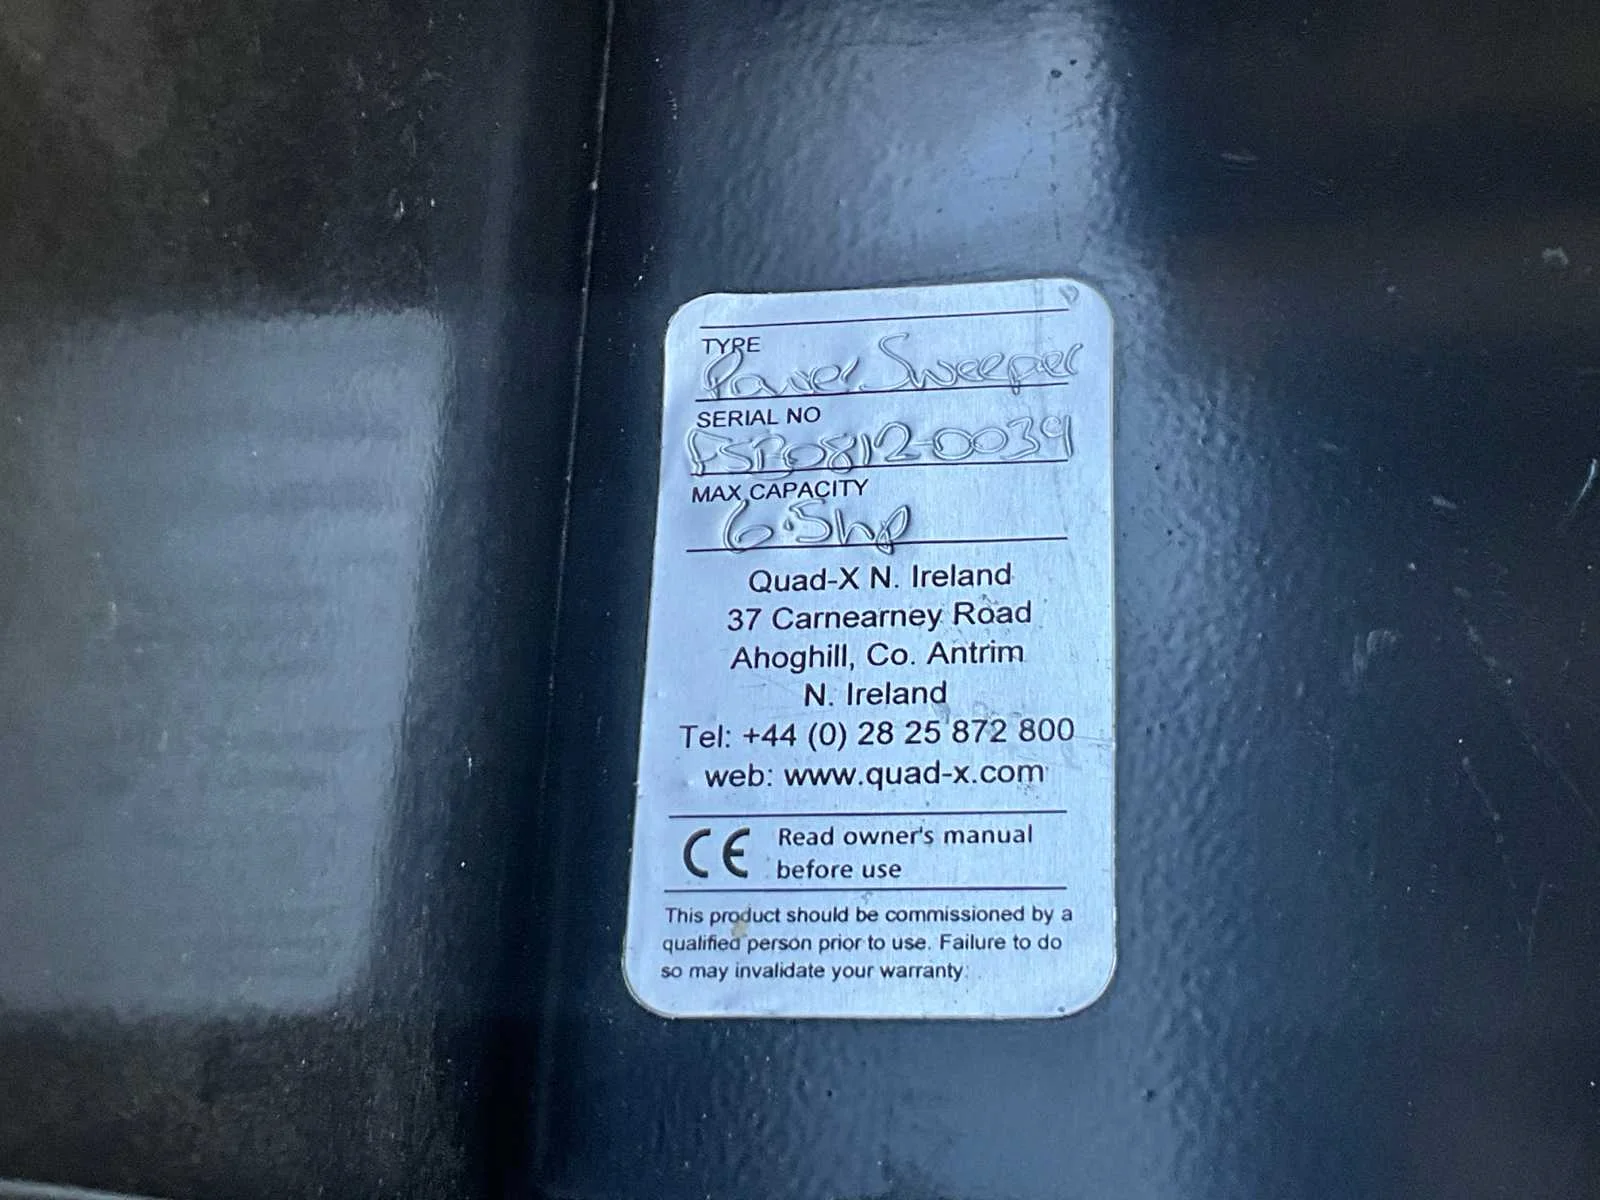 TYPE
Power Sweeper
SERIAL NO
PSP0812-0039
MAX CAPACITY
6.5hp
Quad-X N. Ireland
37 Carnearney Road
Ahoghill, Co. Antrim
N. Ireland
Tel: +44 (0) 28 25 872 800
web: www.quad-x.com
CE Read owner's manual
before use
This product should be commissioned by a
qualified person prior to use. Failure to do
so may invalidate your warranty.